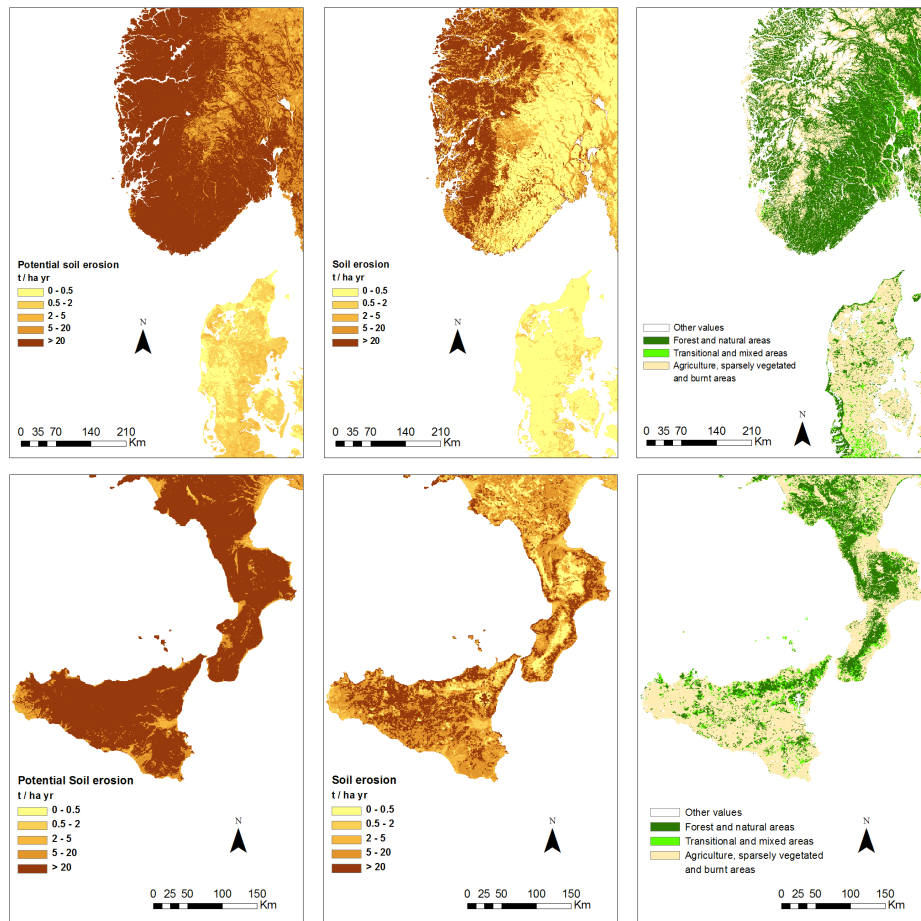 Potential soil erosion
t / ha yr
0 - 0.5
0.5 - 2
2 - 5
5 - 20
> 20
N
0 35 70 140 210
Km
Soil erosion
t / ha yr
0 - 0.5
0.5 - 2
2 - 5
5 - 20
> 20
N
0 35 70 140 210
Km
Other values
Forest and natural areas
Transitional and mixed areas
Agriculture, sparsely vegetated
and burnt areas
N
0 35 70 140 210
Km
Potential Soil erosion
t / ha yr
0 - 0.5
0.5 - 2
2 - 5
5 - 20
> 20
N
0 25 50 100 150
Km
Soil erosion
t / ha yr
0 - 0.5
0.5 - 2
2 - 5
5 - 20
> 20
N
0 25 50 100 150
Km
Other values
Forest and natural areas
Transitional and mixed areas
Agriculture, sparsely vegetated
and burnt areas
N
0 25 50 100 150
Km